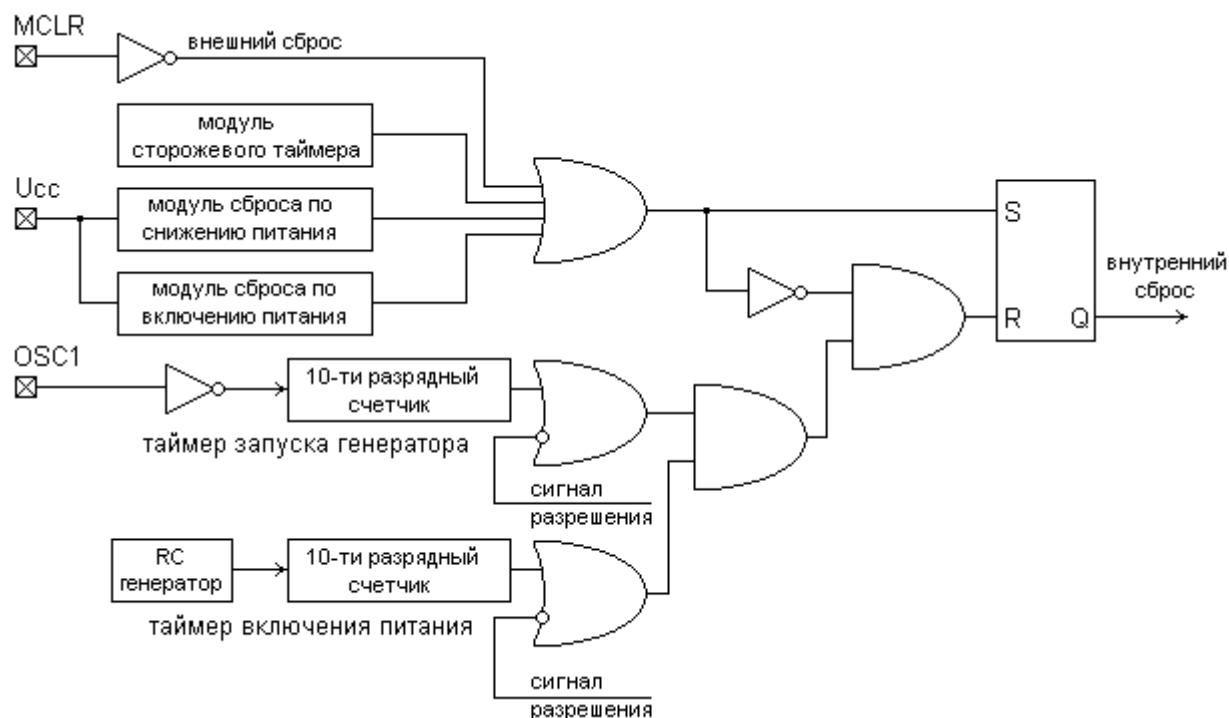 MCLR
внешний сброс
модуль
сторожевого таймера
Ucc
модуль сброса по
снижению питания
модуль сброса по
включению питания
S
R
Q
внутренний
сброс
OSC1
10-ти разрядный
счетчик
таймер запуска генератора
сигнал
разрешения
RC
генератор
10-ти разрядный
счетчик
таймер включения питания
сигнал
разрешения